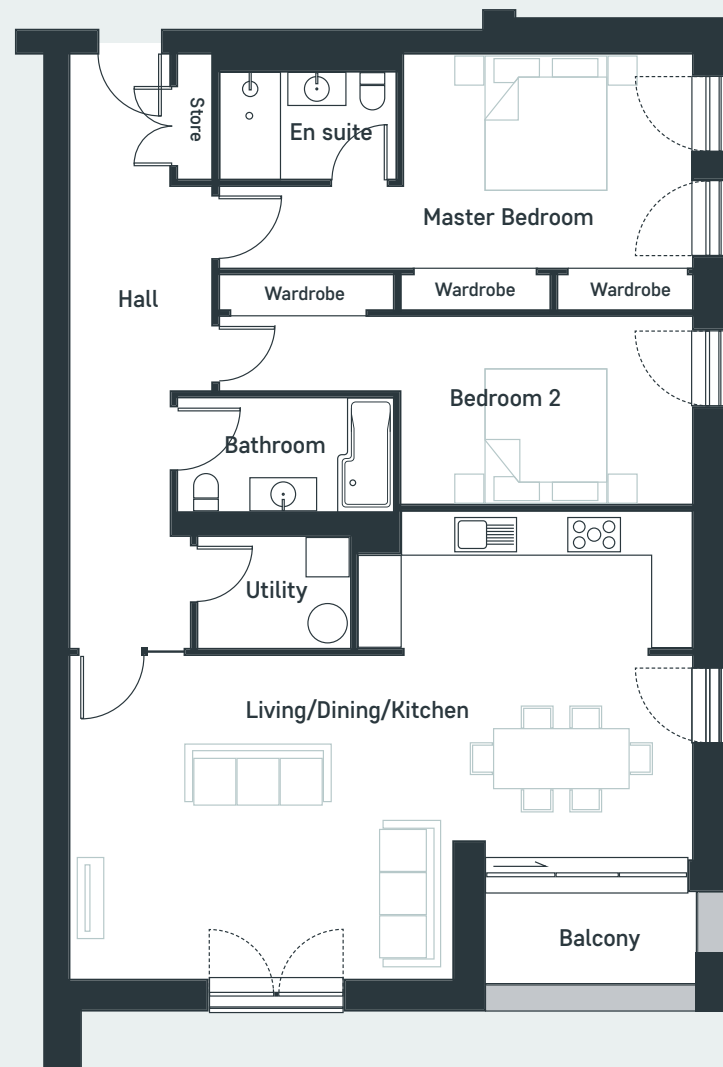 Store
En suite
Master Bedroom
Hall
Wardrobe
Wardrobe
Wardrobe
Bedroom 2
Bathroom
Utility
Living/Dining/Kitchen
Balcony